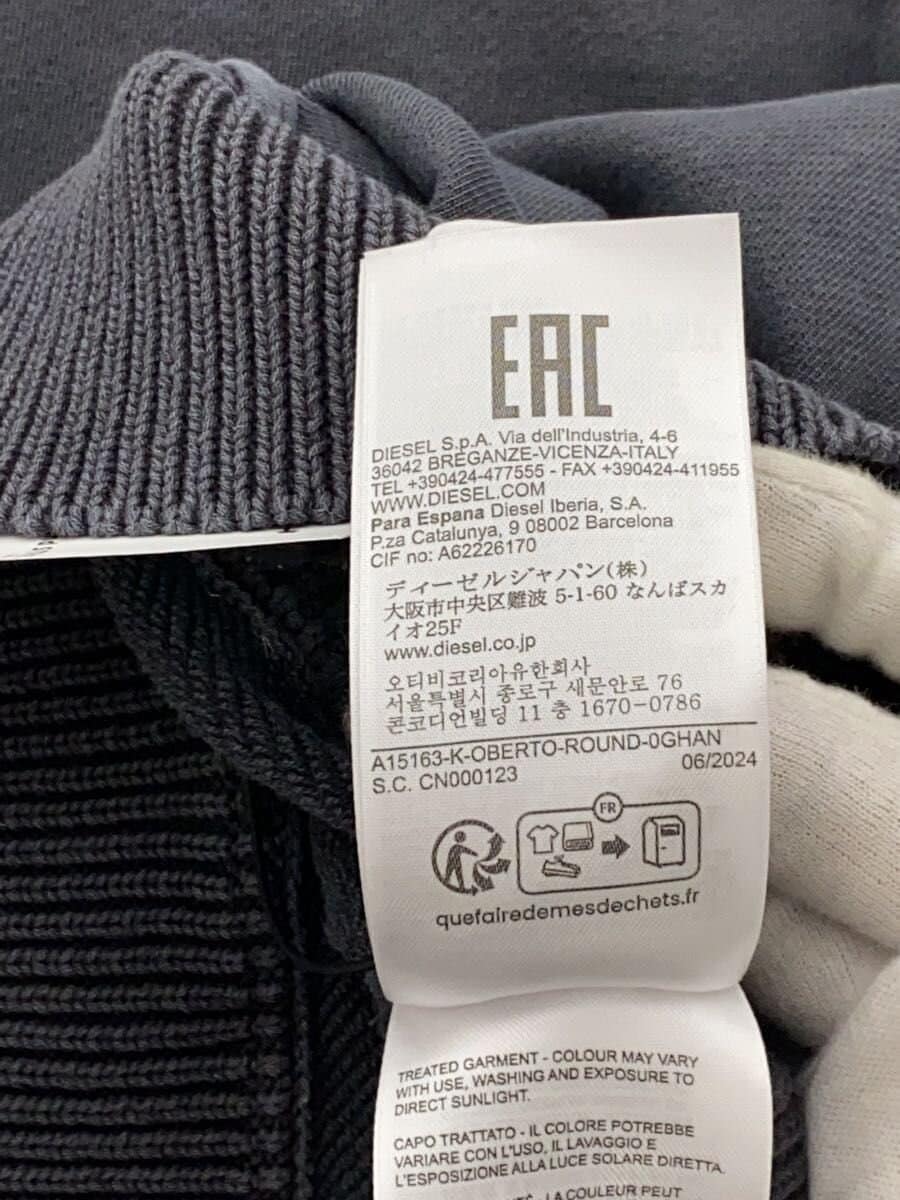 EAC
DIESEL S.p.A. Via dell'Industria, 4-6
36042 BREGANZE-VICENZA-ITALY
TEL +390424-477555 - FAX +390424-411955
WWW.DIESEL.COM
Para Espana Diesel Iberia, S.A.
P.za Catalunya, 9 08002 Barcelona
CIF no: A62226170
ディーゼルジャパン(株)
大阪市中央区難波 5-1-60 なんばスカ
イオ25F
www.diesel.co.jp
오티비코리아유한회사
서울특별시 종로구 새문안로 76
콘코디언빌딩 11 층 1670-0786
A15163-K-OBERTO-ROUND-0GHAN
S.C. CN000123 06/2024
FR
quefairedemesdechets.fr
TREATED GARMENT - COLOUR MAY VARY
WITH USE, WASHING AND EXPOSURE TO
DIRECT SUNLIGHT.
CAPO TRATTATO - IL COLORE POTREBBE
VARIARE CON L'USO, IL LAVAGGIO E
L'ESPOSIZIONE ALLA LUCE SOLARE DIRETTA.
- LA COULEUR PEUT